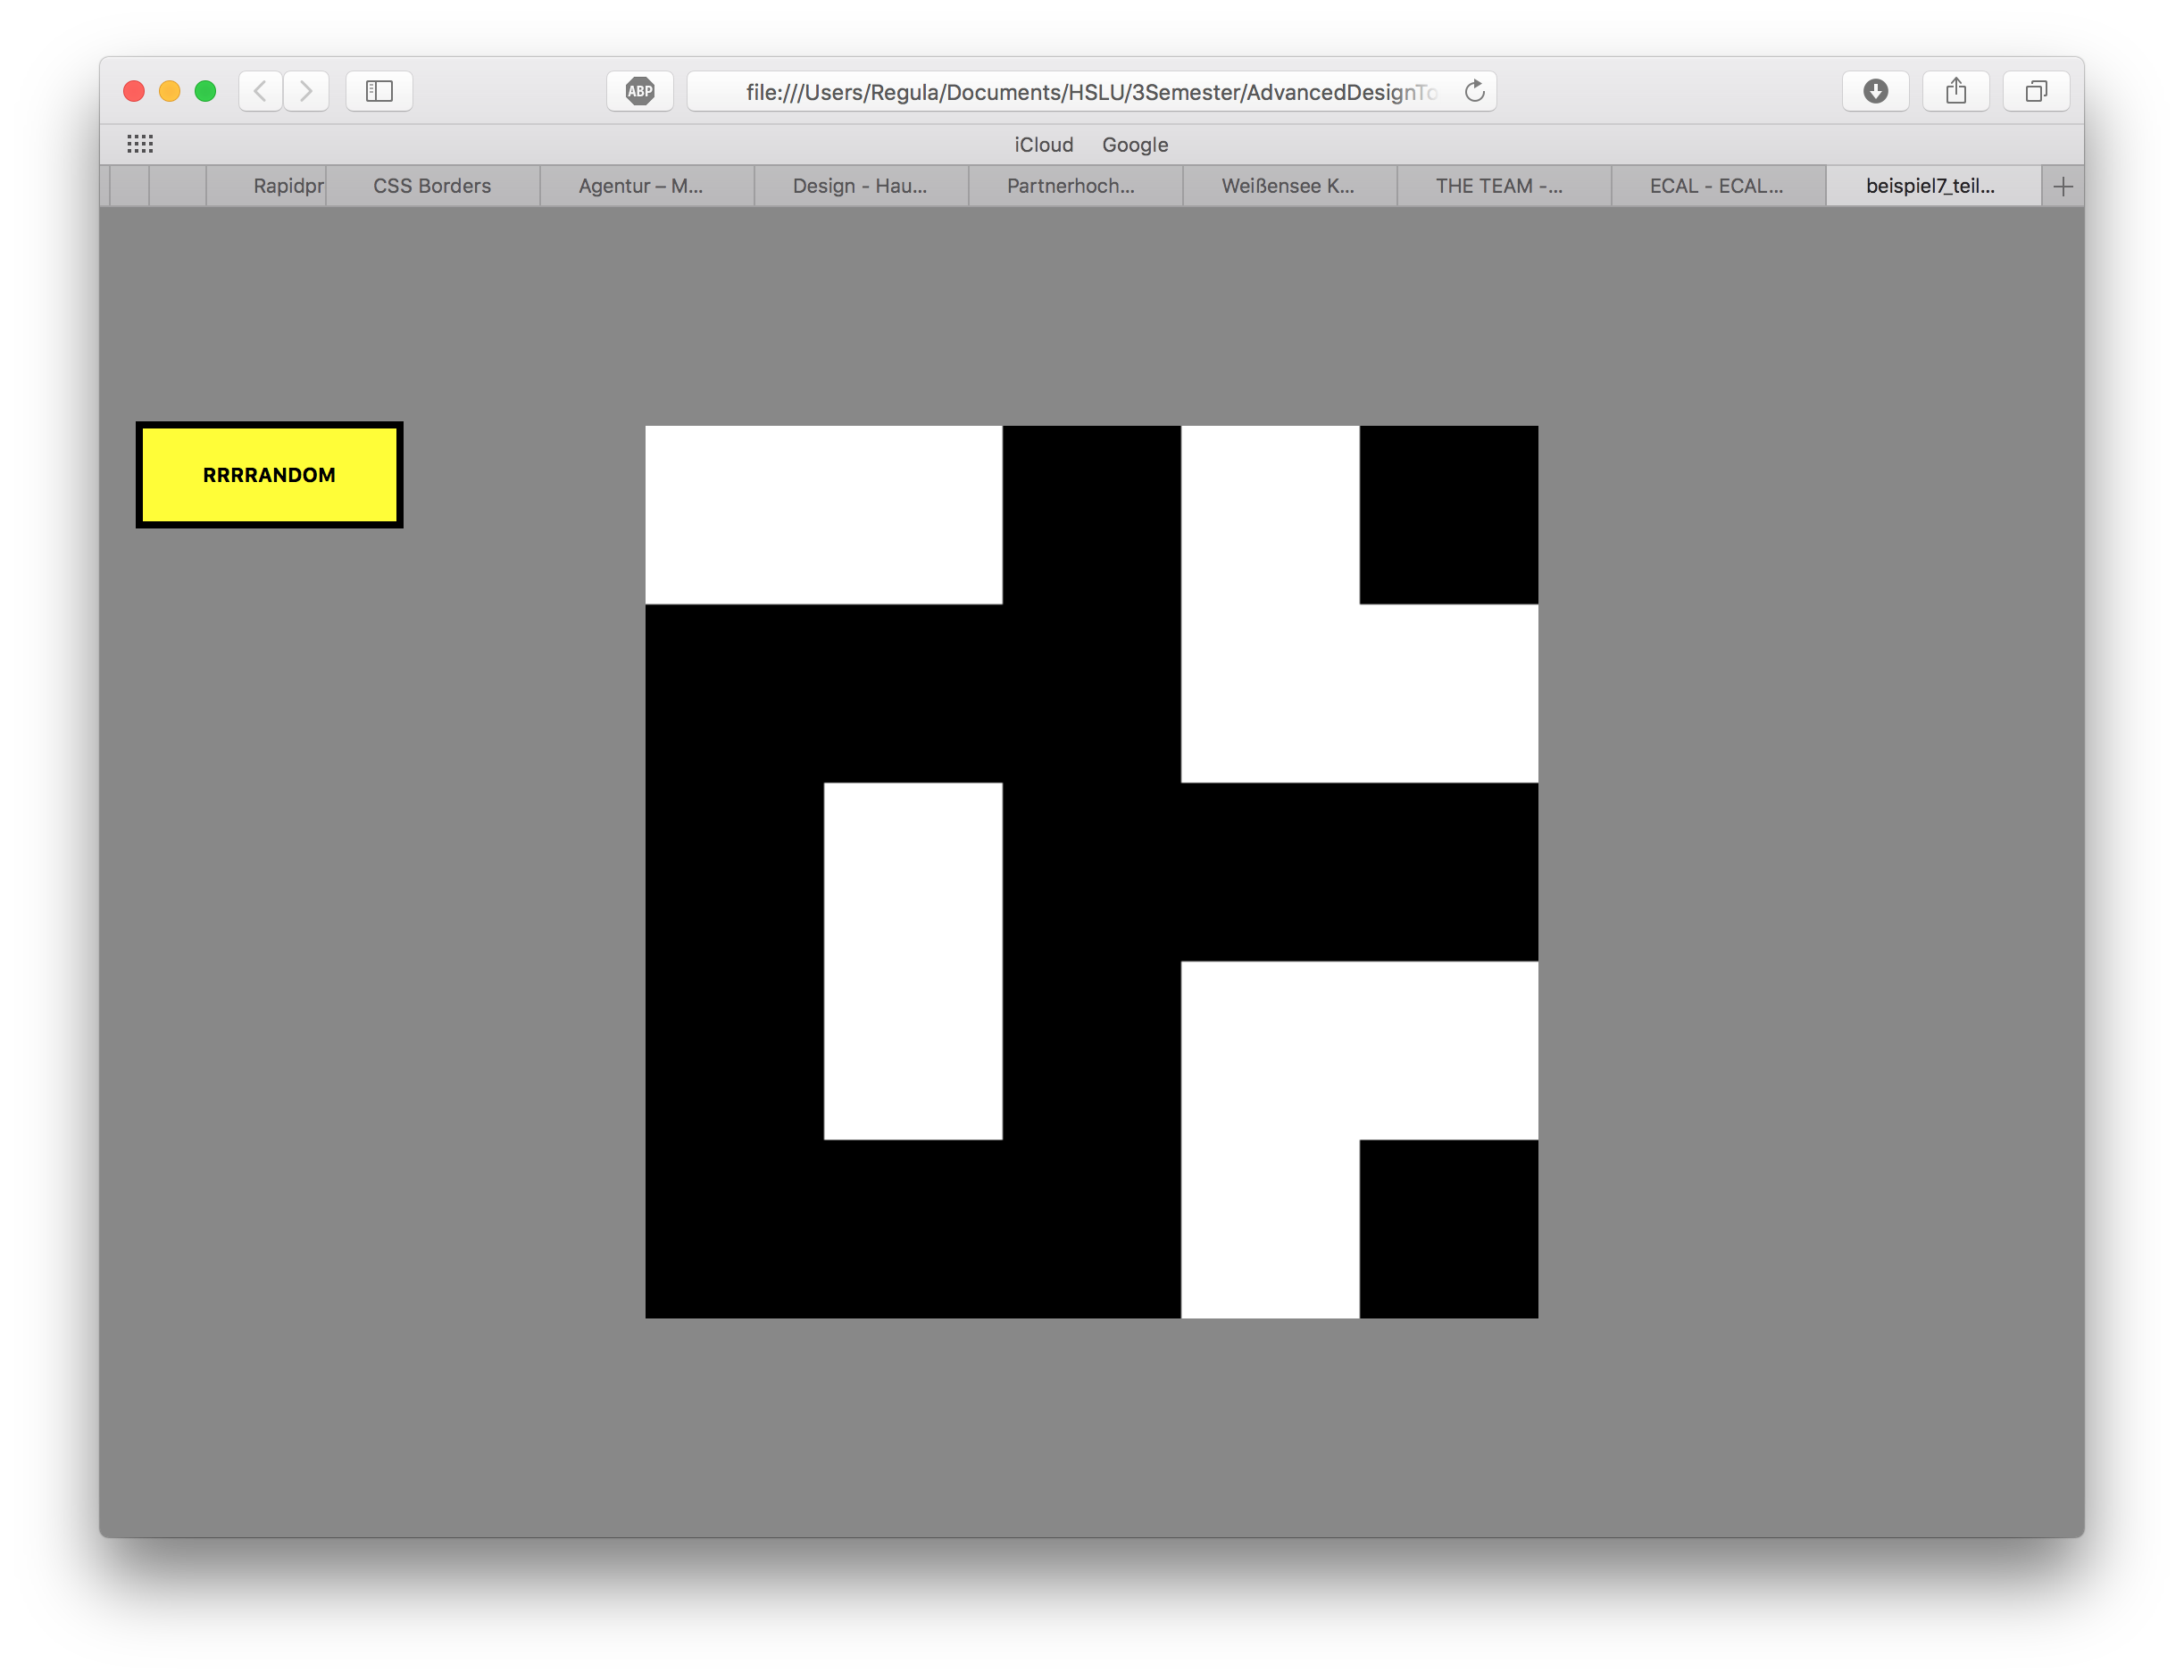 ABP
file:///Users/Regula/Documents/HSLU/3Semester/AdvancedDesignTo
iCloud Google
Rapidpr CSS Borders Agentur – M... Design - Hau... Partnerhoch... Weißensee K... THE TEAM -... ECAL - ECAL... beispiel7_teil...
RRRRANDOM